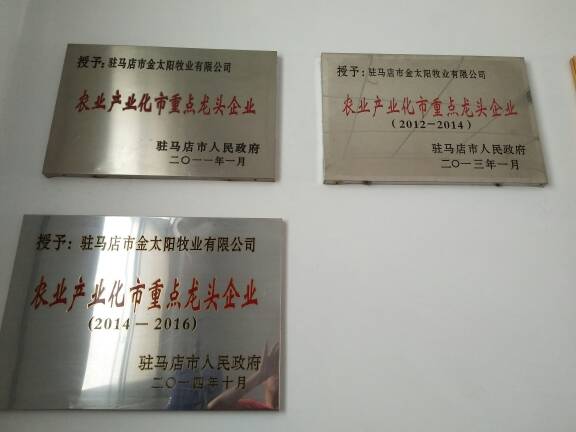 授予:驻马店市金太阳牧业有限公司
农业产业化市重点龙头企业
驻马店市人民政府
二〇一一年一月
授予:驻马店市金太阳牧业有限公司
农业产业化市重点龙头企业
(2012-2014)
驻马店市人民政府
二〇一三年一月
授予:驻马店市金太阳牧业有限公司
农业产业化市重点龙头企业
(2014-2016)
驻马店市人民政府
二〇一四年十月